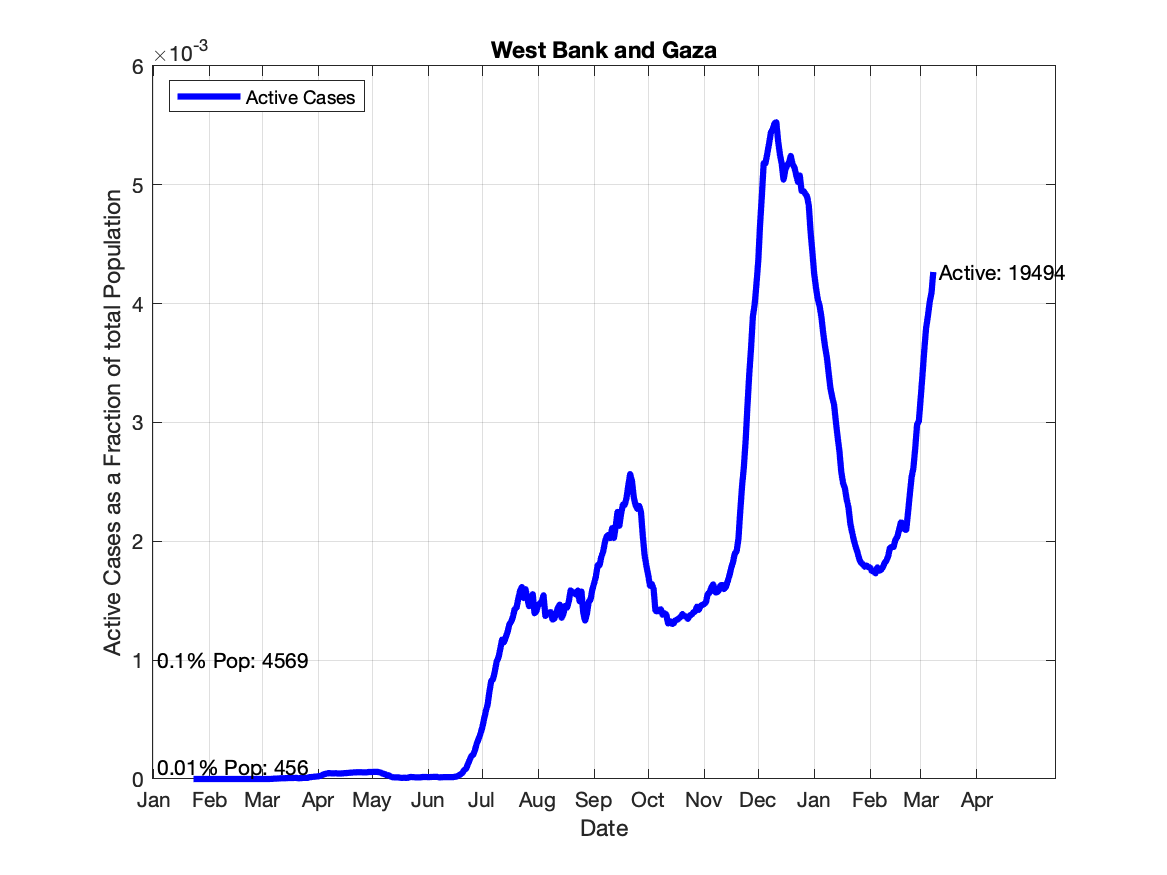 West Bank and Gaza
×10-3
Active Cases
6
5
4
3
2
1
0
Active Cases as a Fraction of total Population
Active: 19494
0.1% Pop: 4569
0.01% Pop: 456
Jan Feb Mar Apr May Jun Jul Aug Sep Oct Nov Dec Jan Feb Mar Apr
Date